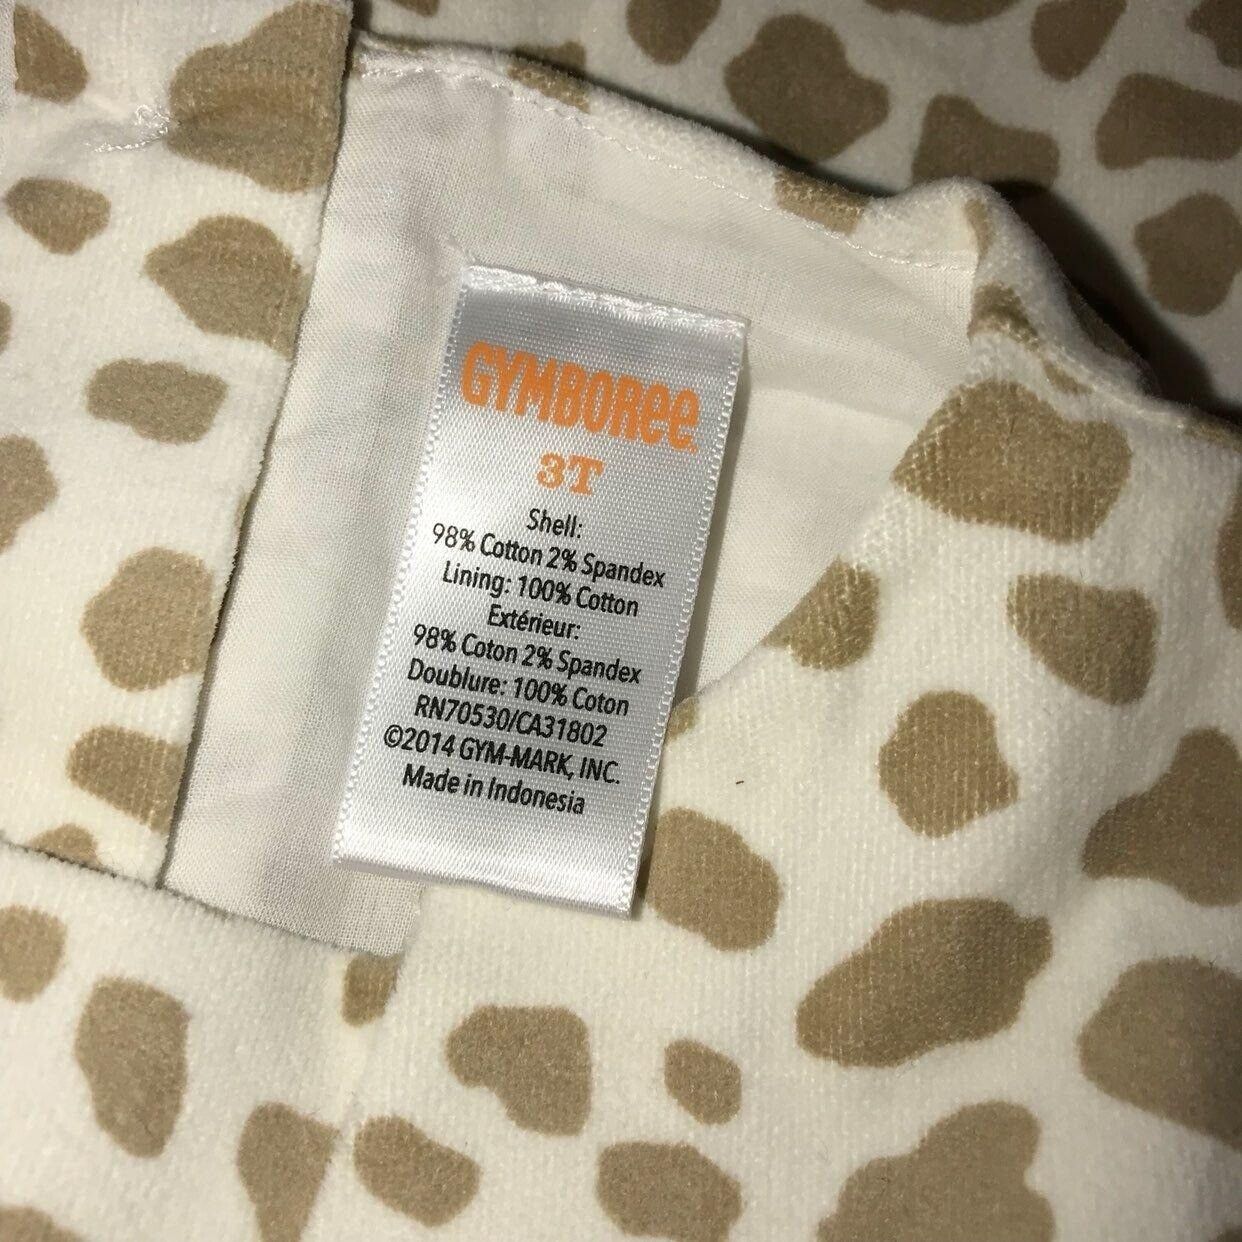 GYMBORee
3T
Shell:
98% Cotton 2% Spandex
Lining: 100% Cotton
Extérieur:
98% Coton 2% Spandex
Doublure: 100% Coton
RN70530/CA31802
©2014 GYM-MARK, INC.
Made in Indonesia